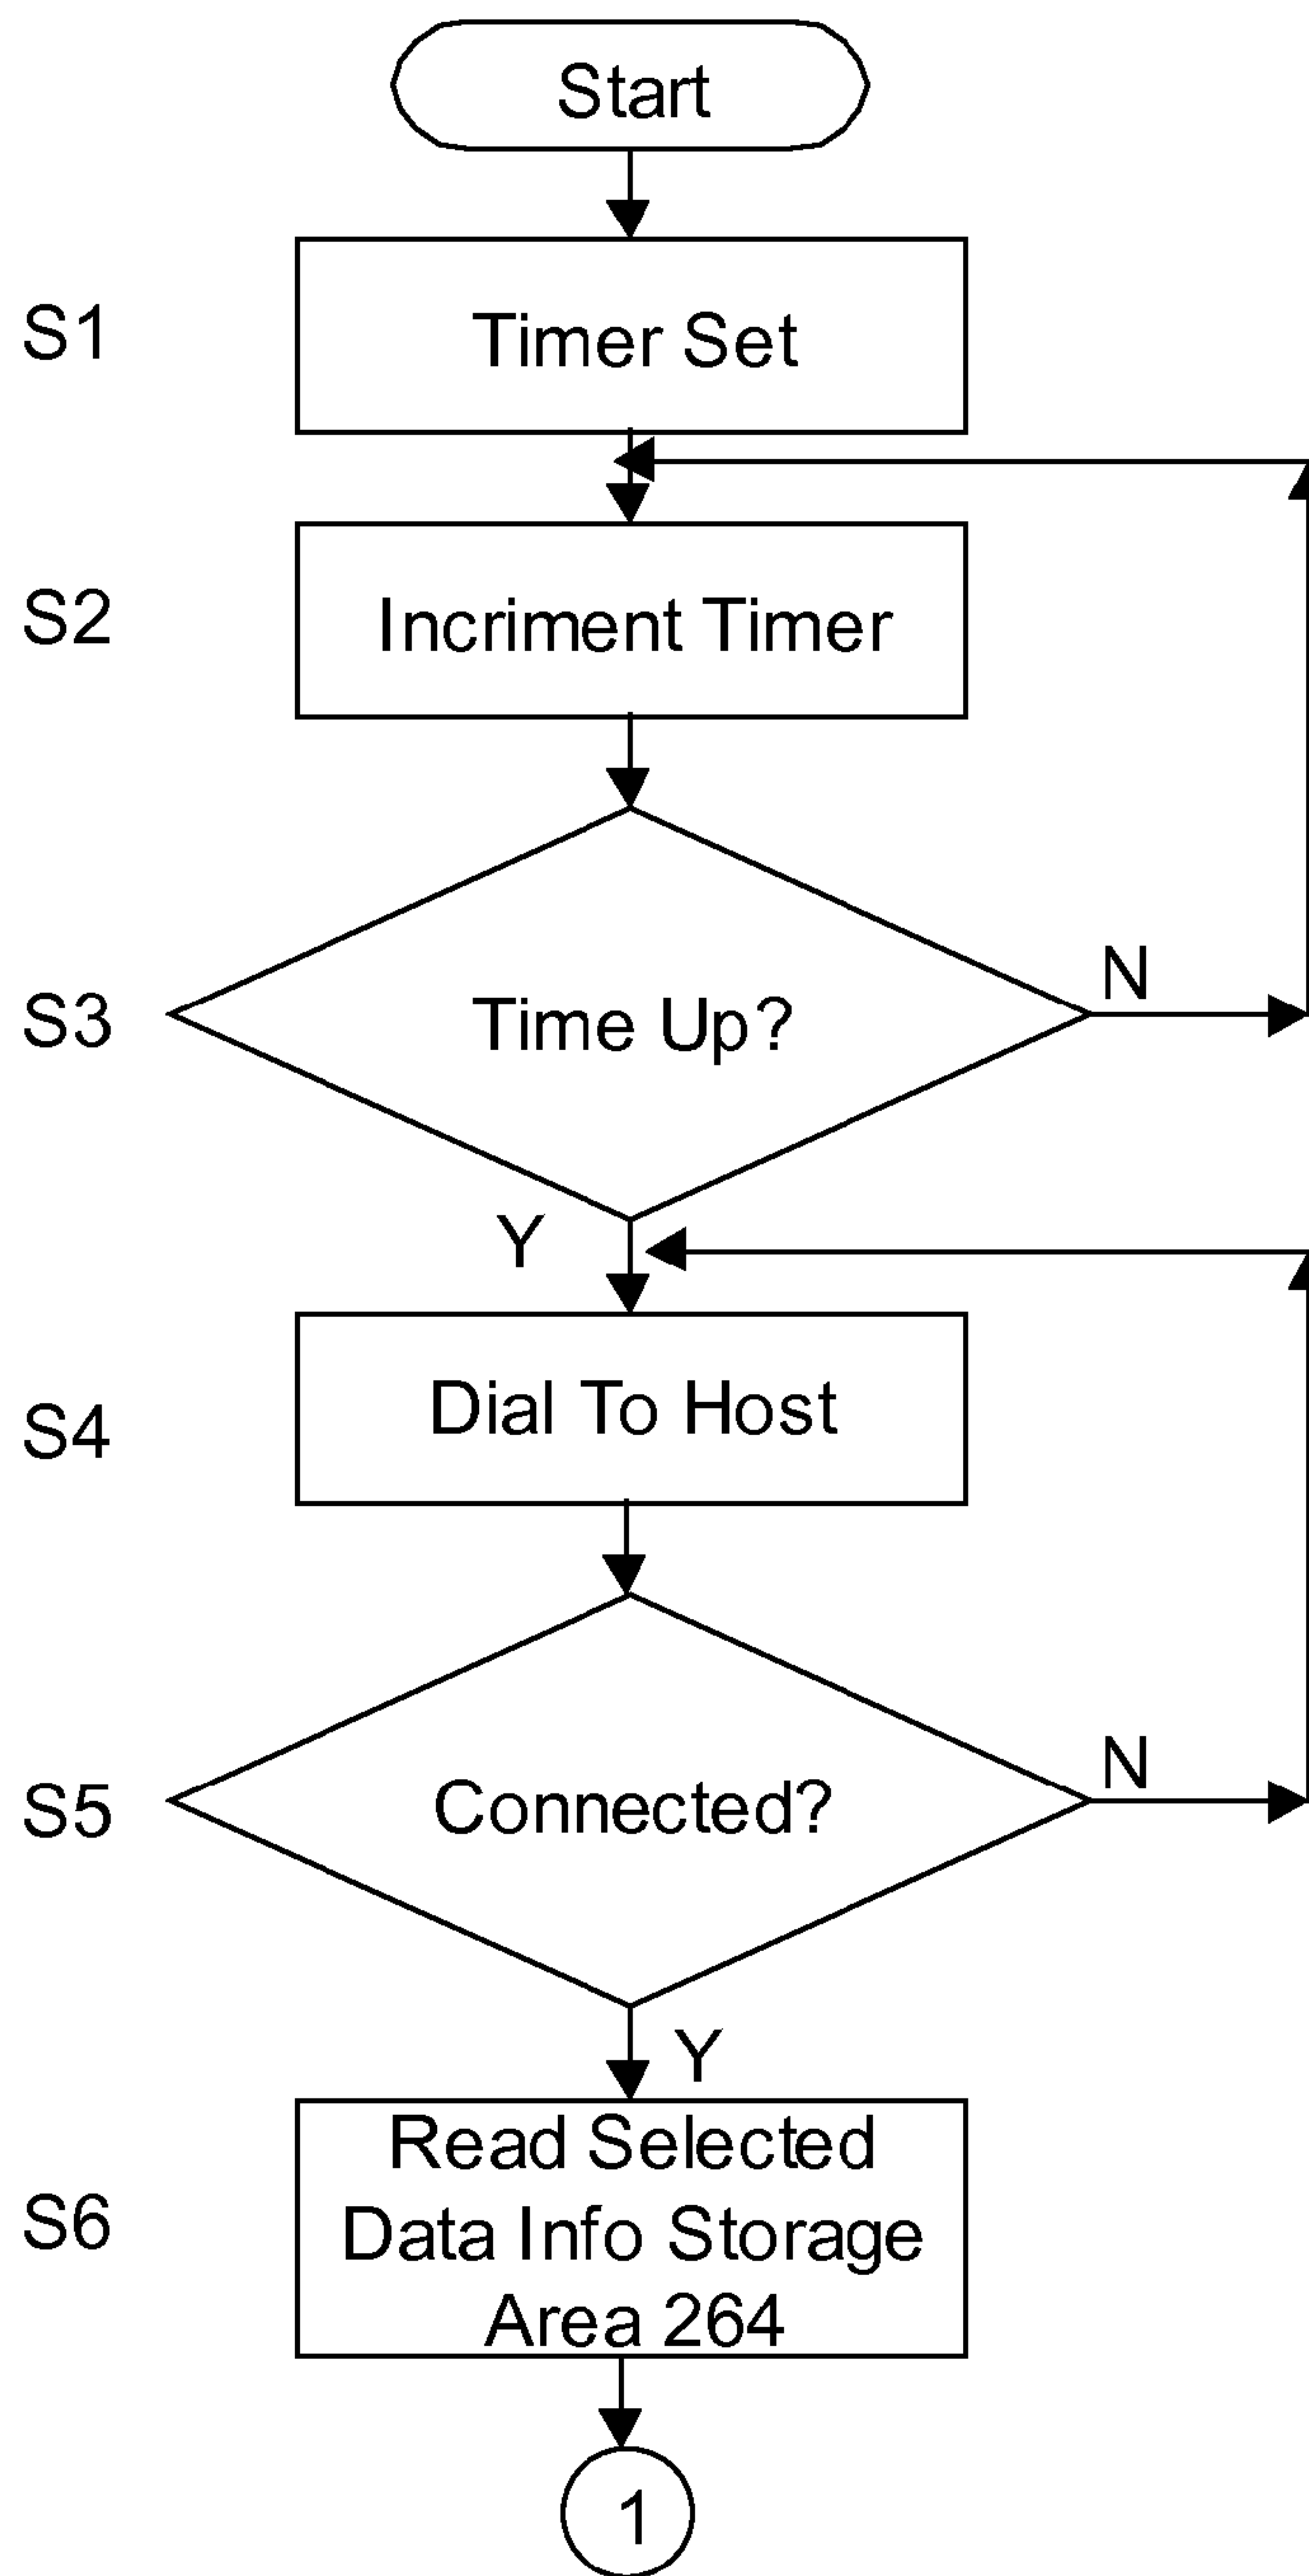 Start
S1
Timer Set
S2
Incriment Timer
S3
Time Up?
N
Y
S4
Dial To Host
S5
Connected?
N
Y
S6
Read Selected
Data Info Storage
Area 264
1